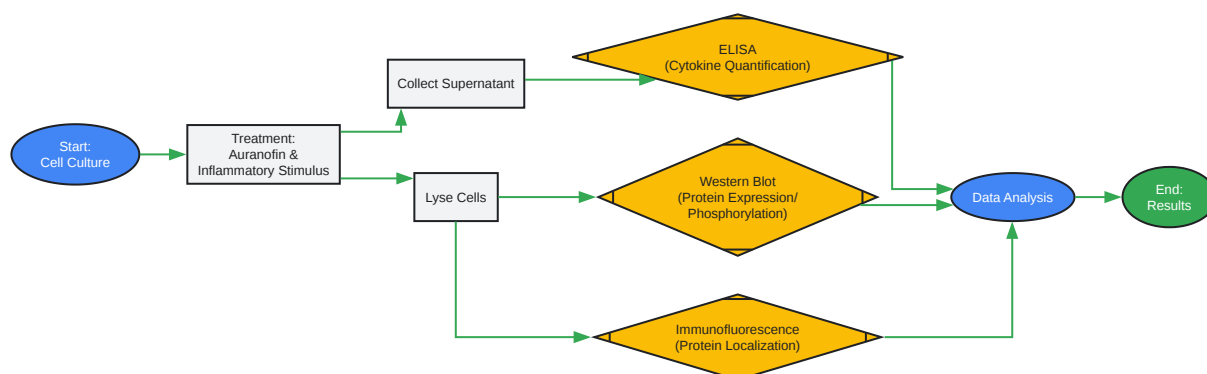 Start:
Cell Culture
Treatment:
Auranofin &
Inflammatory Stimulus
Collect Supernatant
Lyse Cells
ELISA
(Cytokine Quantification)
Western Blot
(Protein Expression/
Phosphorylation)
Immunofluorescence
(Protein Localization)
Data Analysis
End:
Results